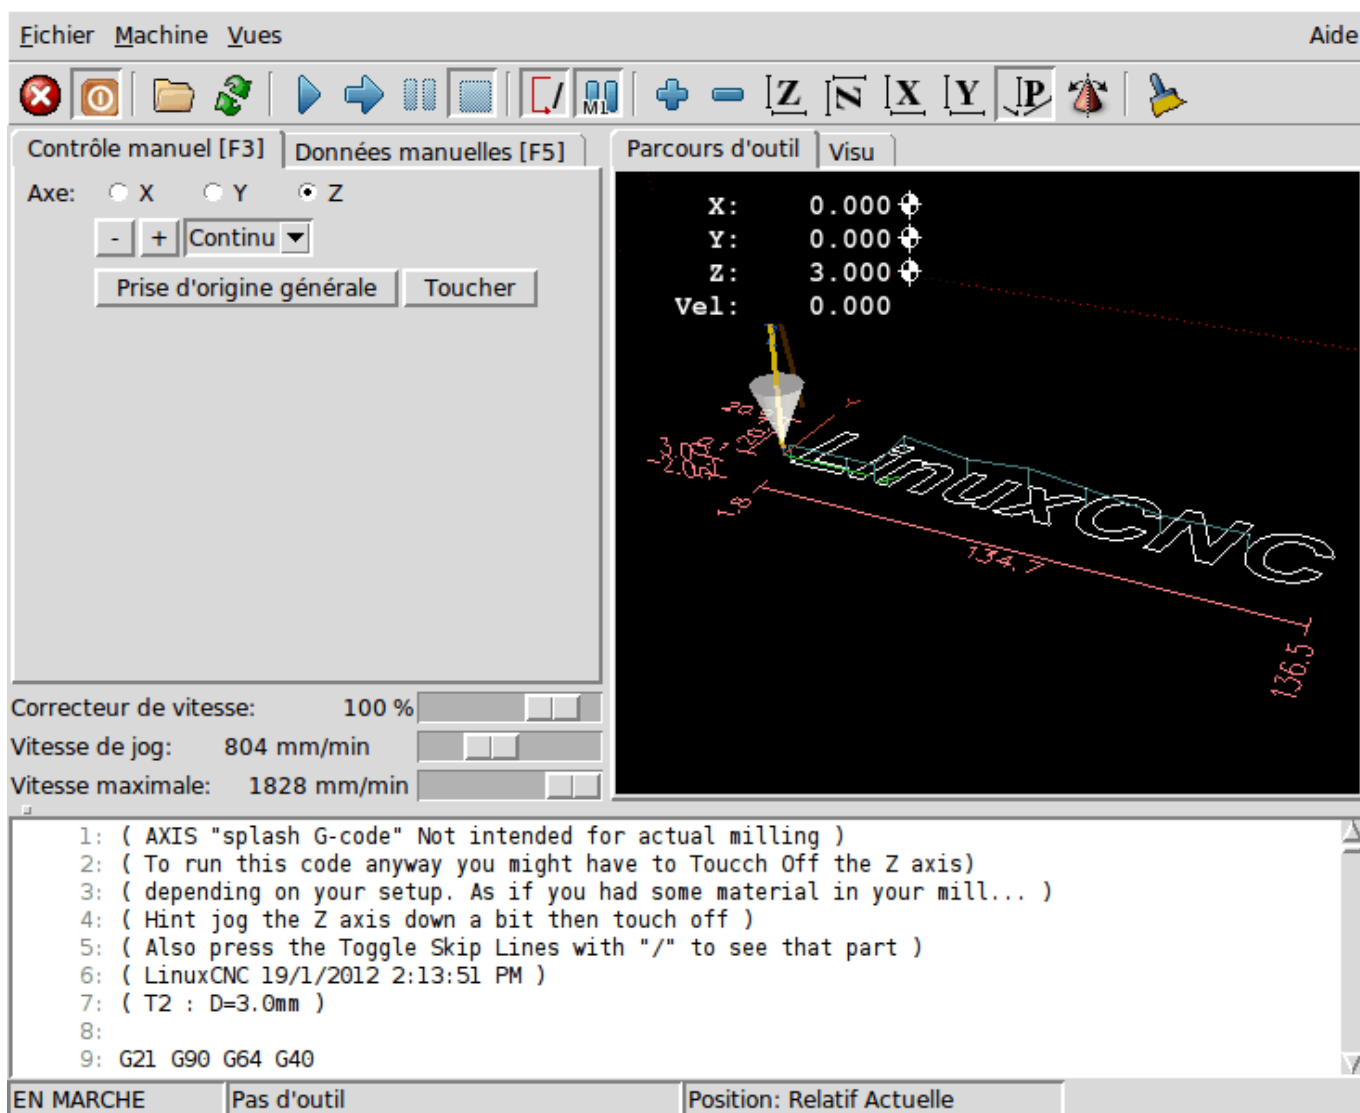 Fichier Machine Vues Aide
Z N X Y P
M1
Contrôle manuel [F3] Données manuelles [F5] Parcours d'outil Visu
Axe: X Y Z
- + Continu
Prise d'origine générale Toucher
X: 0.000
Y: 0.000
Z: 3.000
Vel: 0.000
Y
LinuxCNC
1.8
134.7
136.5
Correcteur de vitesse: 100 %
Vitesse de jog: 804 mm/min
Vitesse maximale: 1828 mm/min
1: ( AXIS "splash G-code" Not intended for actual milling )
2: ( To run this code anyway you might have to Toucch Off the Z axis)
3: ( depending on your setup. As if you had some material in your mill... )
4: ( Hint jog the Z axis down a bit then touch off )
5: ( Also press the Toggle Skip Lines with "/" to see that part )
6: ( LinuxCNC 19/1/2012 2:13:51 PM )
7: ( T2 : D=3.0mm )
8:
9: G21 G90 G64 G40
EN MARCHE Pas d'outil Position: Relatif Actuelle